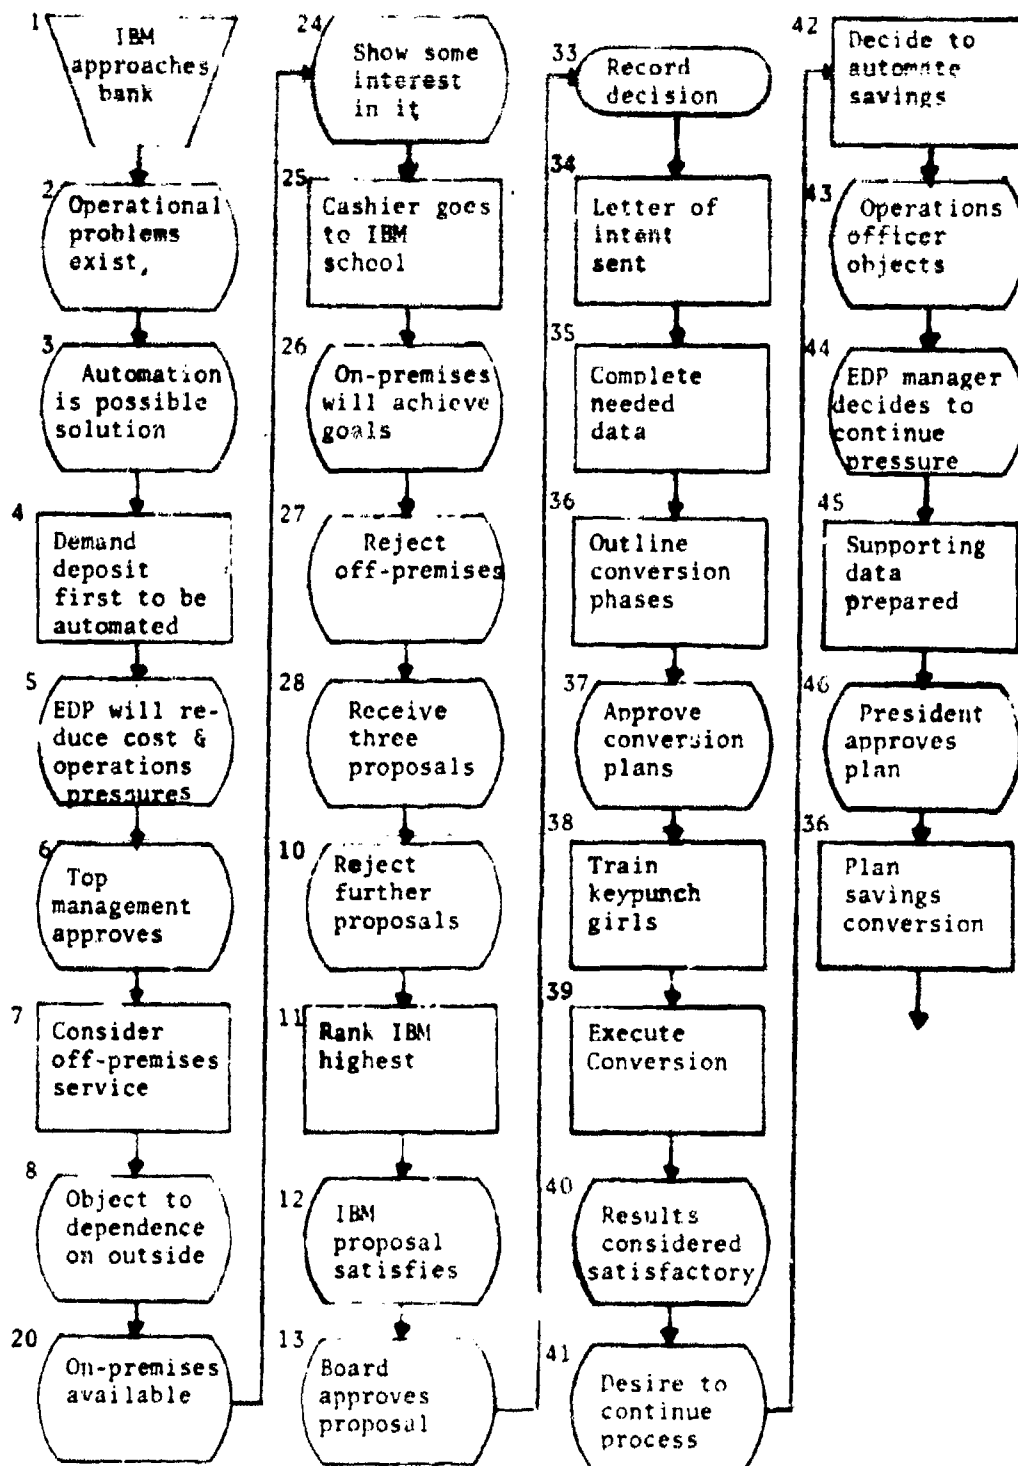 1
IBM
approaches
bank
2
Operational
problems
exist,
3
Automation
is possible
solution
4
Demand
deposit
first to be
automated
5
EDP will re-
duce cost &
operations
pressures
6
Top
management
approves
7
Consider
off-premises
service
8
Object to
dependence
on outside
20
On-premises
available
24
Show some
interest
in it
25
Cashier goes
to IBM
school
26
On-premises
will achieve
goals
27
Reject
off-premises
28
Receive
three
proposals
10
Reject
further
proposals
11
Rank IBM
highest
12
IBM
proposal
satisfies
13
Board
approves
proposal
33
Record
decision
34
Letter of
intent
sent
35
Complete
needed
data
36
Outline
conversion
phases
37
Approve
conversion
plans
38
Train
keypunch
girls
39
Execute
Conversion
40
Results
considered
satisfactory
41
Desire to
continue
process
42
Decide to
automate
savings
43
Operations
officer
objects
44
EDP manager
decides to
continue
pressure
45
Supporting
data
prepared
46
President
approves
plan
36
Plan
savings
conversion